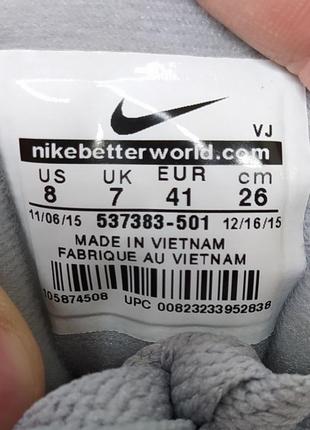 VJ
nikebetterworld.com
US UK EUR cm
8 7 41 26
11/06/15 537383-501 12/16/15
MADE IN VIETNAM
FABRIQUE AU VIETNAM
105874508 UPC 00823233952838